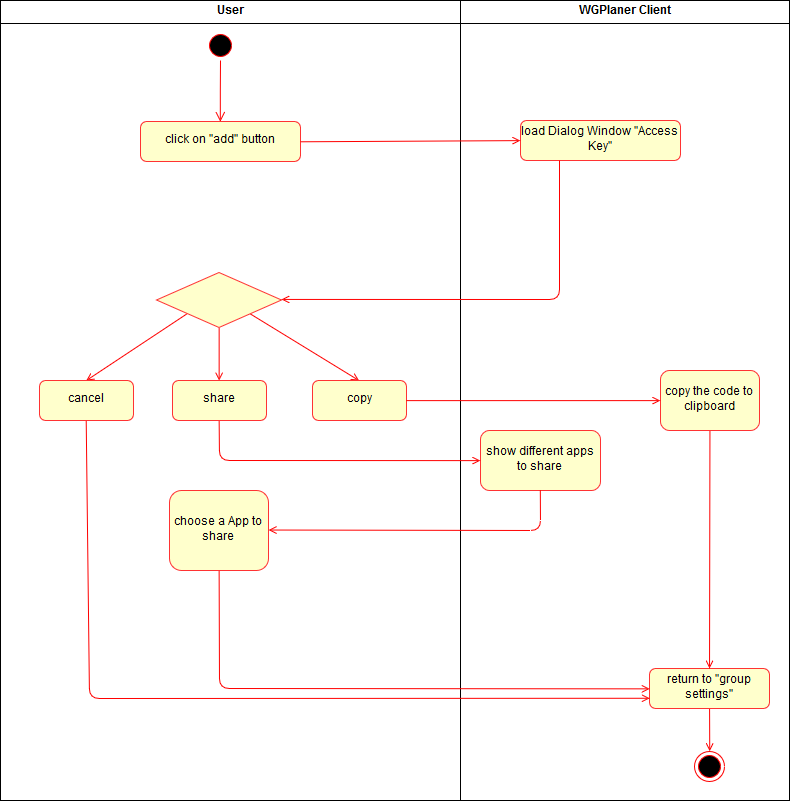 User
WGPlaner Client
click on "add" button
load Dialog Window "Access
Key"
cancel
share
copy
copy the code to
clipboard
show different apps
to share
choose a App to
share
return to "group
settings"